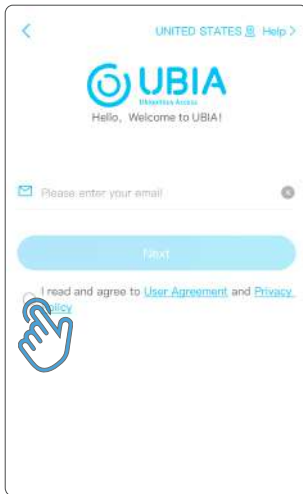 UNITED STATES Help >
UBIA
Ubiquitous Access
Hello, Welcome to UBIA!
Please enter your email
Next
I read and agree to User Agreement and Privacy
Policy